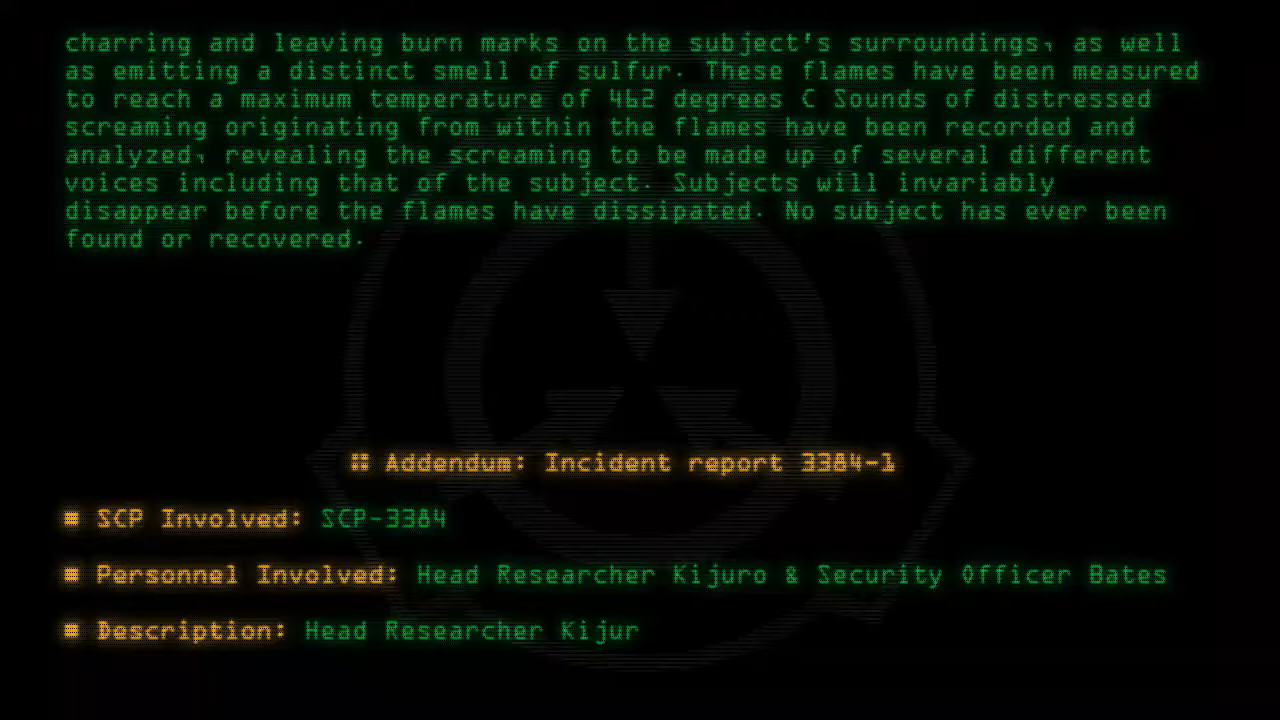 charring and leaving burn marks on the subject's surroundings, as well
as emitting a distinct smell of sulfur. These flames have been measured
to reach a maximum temperature of 462 degrees C Sounds of distressed
screaming originating from within the flames have been recorded and
analyzed, revealing the screaming to be made up of several different
voices including that of the subject. Subjects will invariably
disappear before the flames have dissipated. No subject has ever been
found or recovered.
⠿ Addendum: Incident report 3384-1
■ SCP Involved: SCP-3384
■ Personnel Involved: Head Researcher Kijuro & Security Officer Bates
■ Description: Head Researcher Kijur